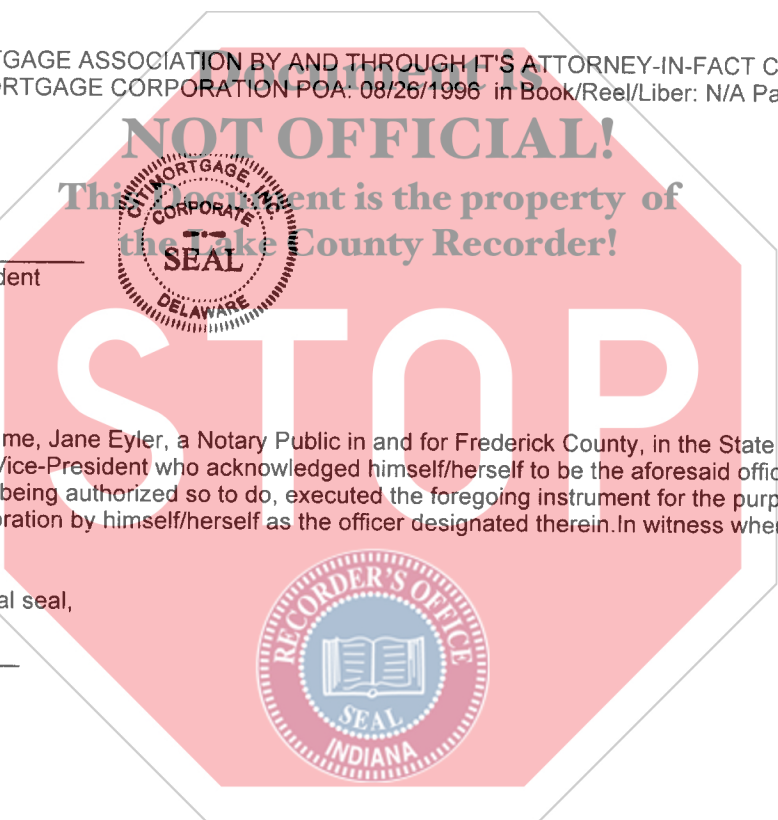 TGAGE ASSOCIATION BY AND THROUGH IT'S ATTORNEY-IN-FACT C
Document is
RTGAGE CORPORATION POA: 08/26/1996 in Book/Reel/Liber: N/A Pa
NOT OFFICIAL!
This Document is the property of
the Lake County Recorder!
CITIMORTGAGE, INC.
CORPORATE
SEAL
DELAWARE
dent
STOP
me, Jane Eyler, a Notary Public in and for Frederick County, in the State
Vice-President who acknowledged himself/herself to be the aforesaid offic
being authorized so to do, executed the foregoing instrument for the purp
oration by himself/herself as the officer designated therein.In witness whe
al seal,
RECORDER'S OFFICE
SEAL
INDIANA